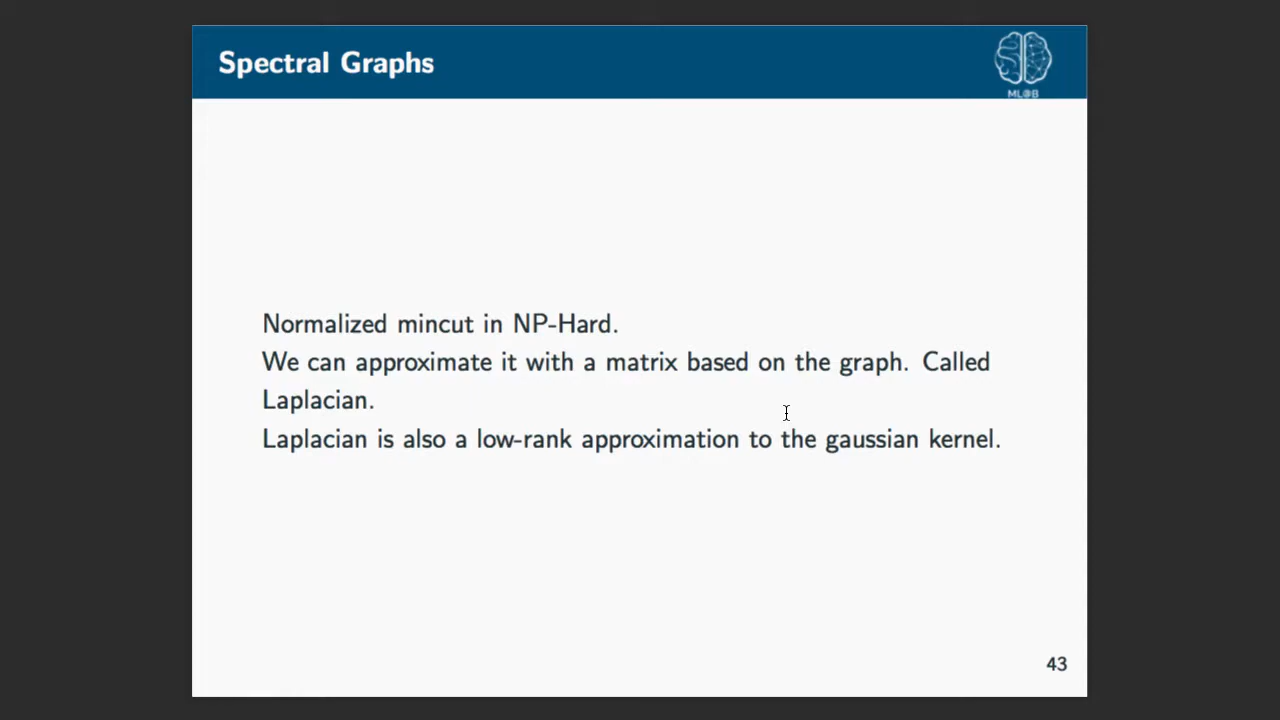 Spectral Graphs
ML@B
Normalized mincut in NP-Hard.
We can approximate it with a matrix based on the graph. Called
Laplacian.
Laplacian is also a low-rank approximation to the gaussian kernel.
43